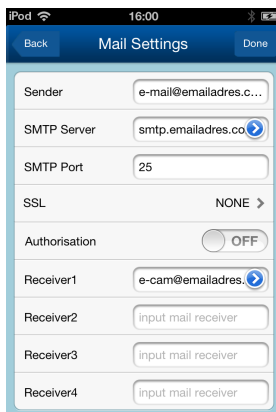 iPod 16:00
Back Mail Settings Done
Sender e-mail@emailadres.c...
SMTP Server smtp.emailadres.co
SMTP Port 25
SSL NONE
Authorisation OFF
Receiver1 e-cam@emailadres.
Receiver2 input mail receiver
Receiver3 input mail receiver
Receiver4 input mail receiver